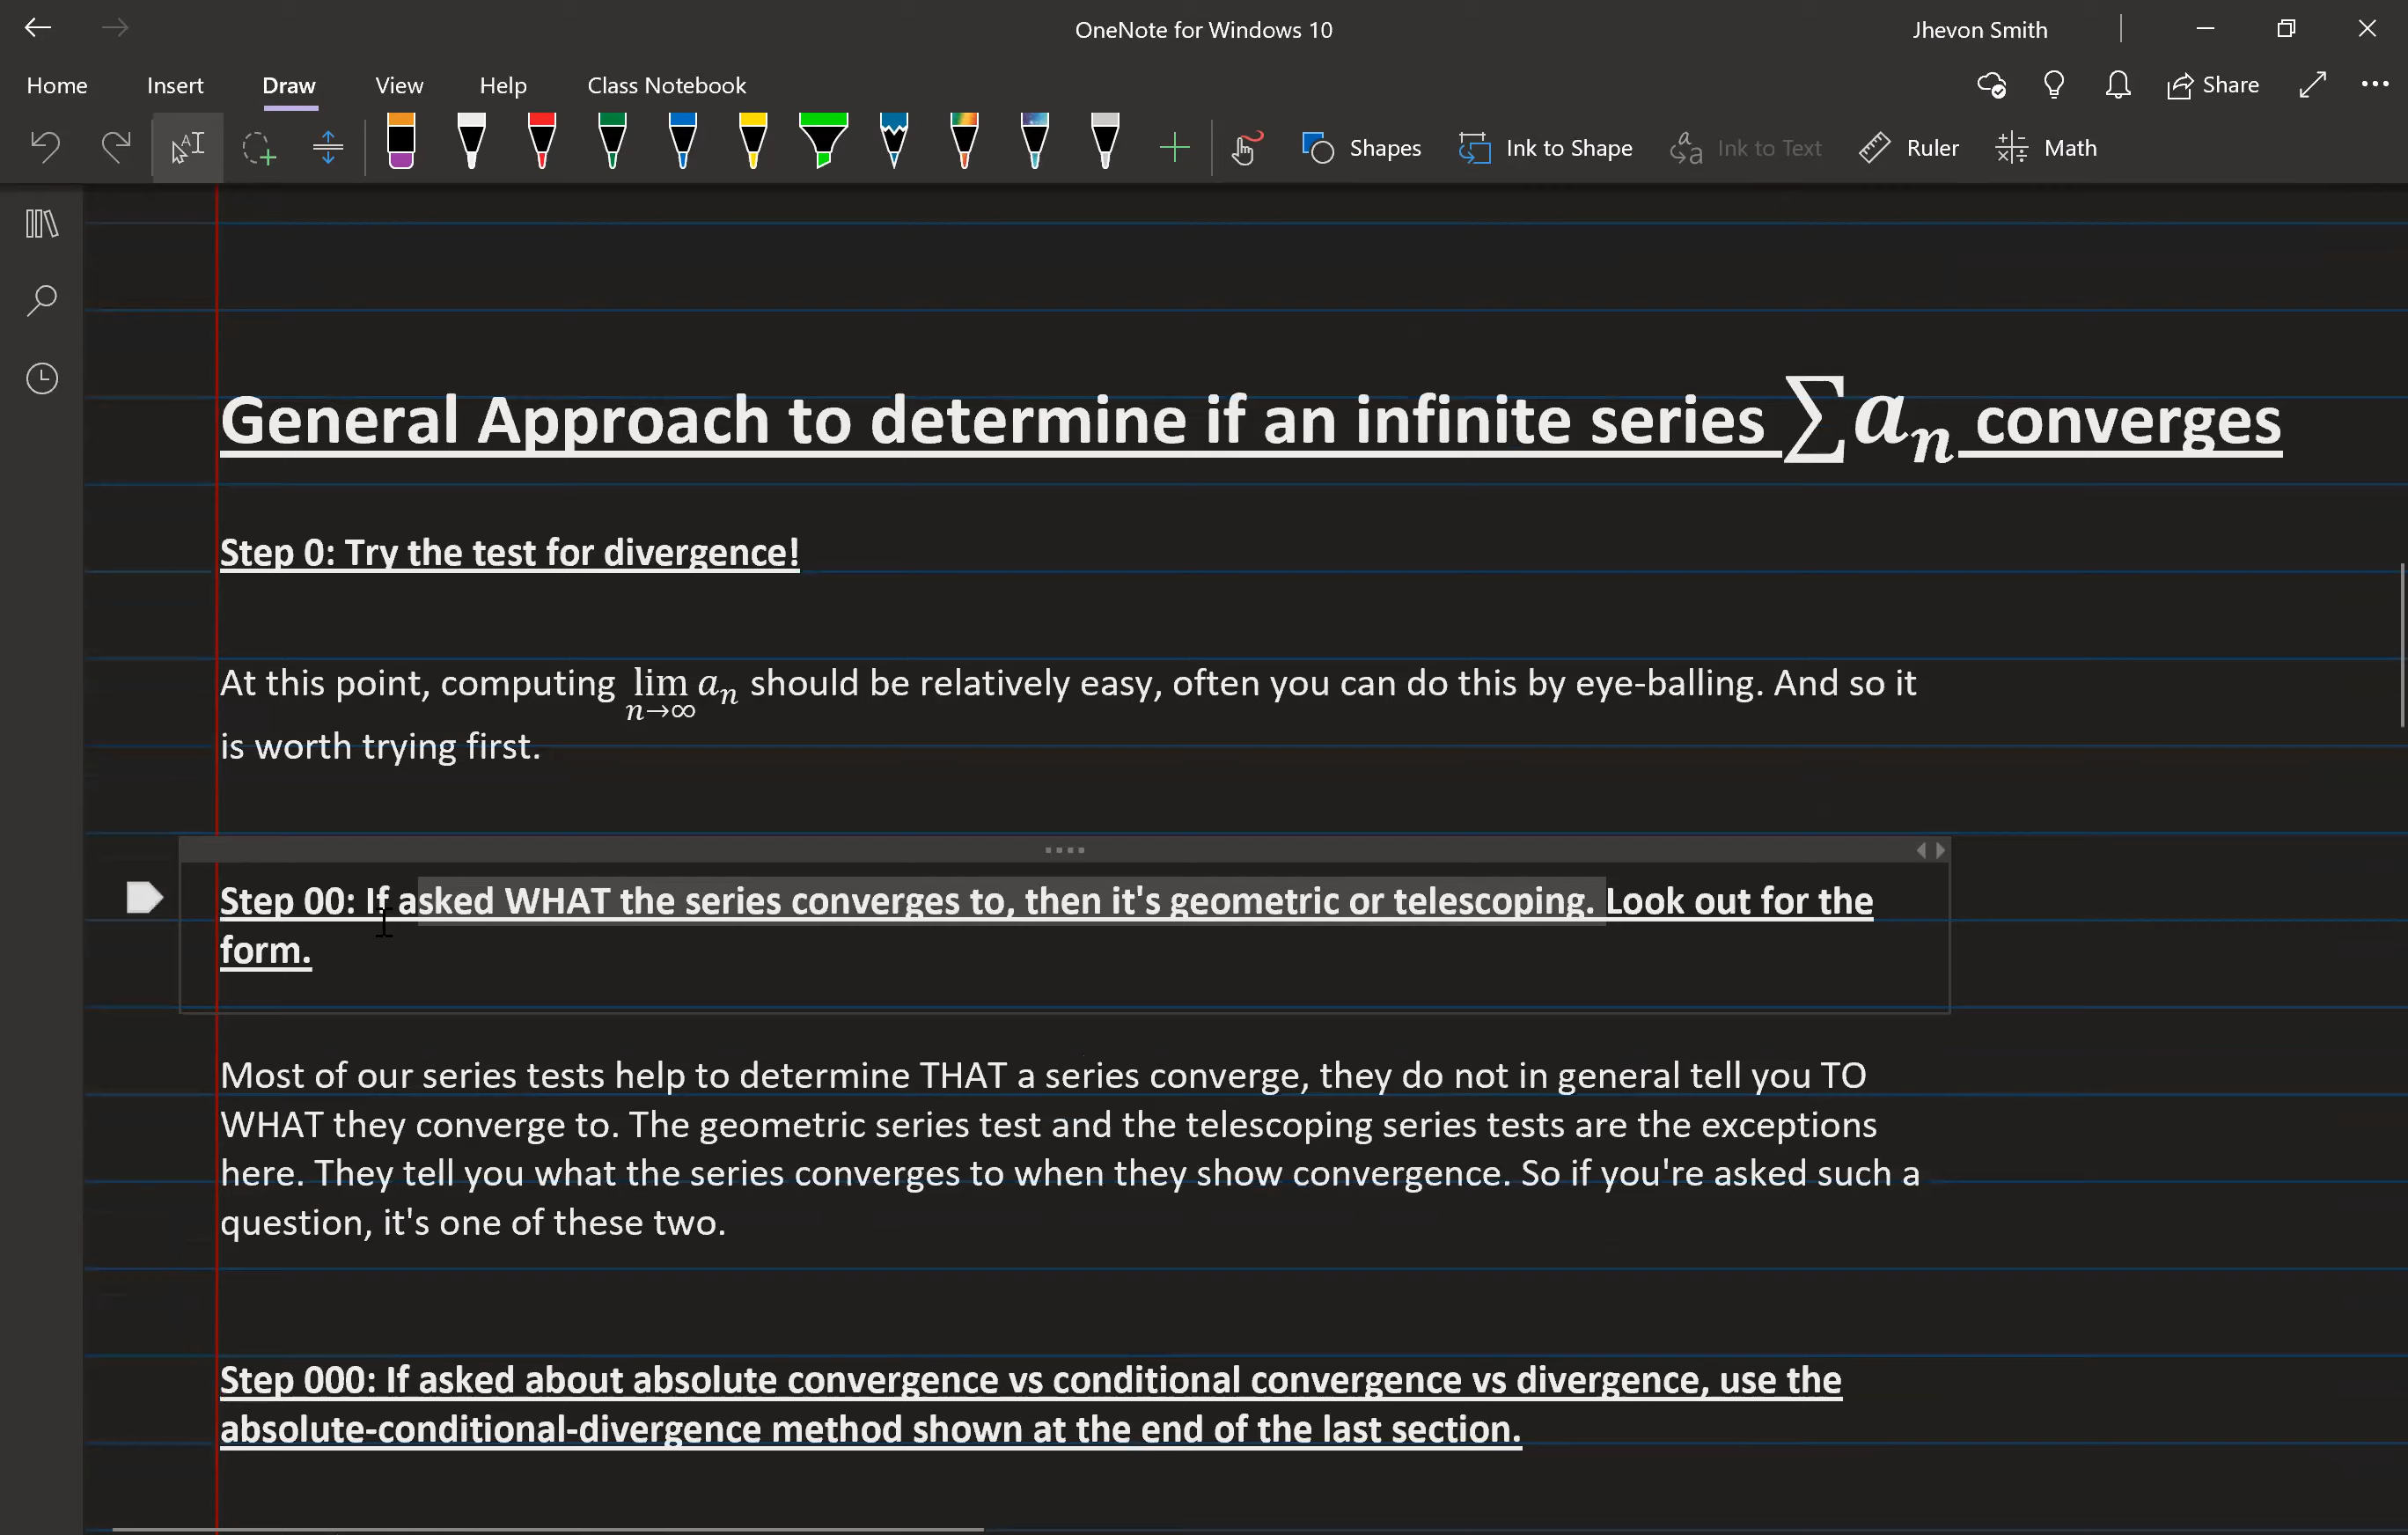 OneNote for Windows 10
Jhevon Smith
Home Insert Draw View Help Class Notebook
Share
Shapes Ink to Shape Ink to Text Ruler Math
General Approach to determine if an infinite series ∑aₙ converges
Step 0: Try the test for divergence!
At this point, computing lim n→∞ aₙ should be relatively easy, often you can do this by eye-balling. And so it
is worth trying first.
Step 00: If asked WHAT the series converges to, then it's geometric or telescoping. Look out for the
form.
Most of our series tests help to determine THAT a series converge, they do not in general tell you TO
WHAT they converge to. The geometric series test and the telescoping series tests are the exceptions
here. They tell you what the series converges to when they show convergence. So if you're asked such a
question, it's one of these two.
Step 000: If asked about absolute convergence vs conditional convergence vs divergence, use the
absolute-conditional-divergence method shown at the end of the last section.